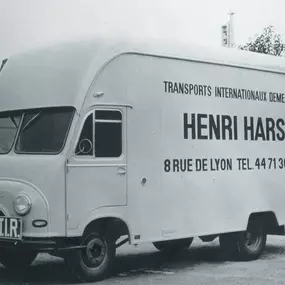 TRANSPORTS INTERNATIONAUX DEME
HENRI HARS
8 RUE DE LYON TEL. 44 71 3
T.I.R.